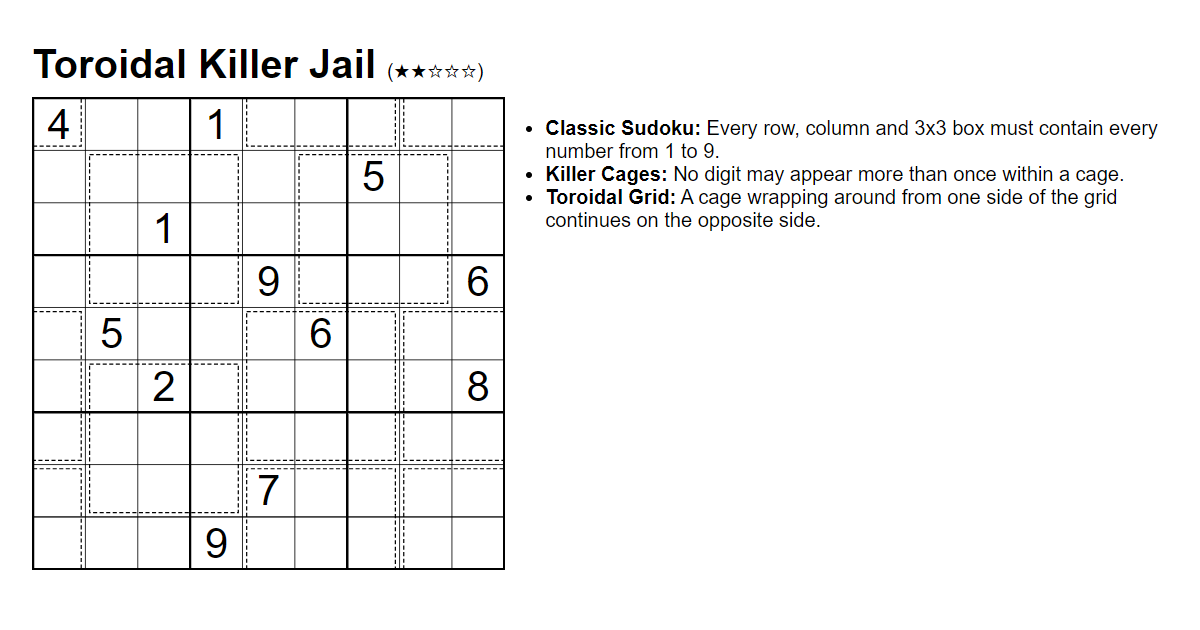 Toroidal Killer Jail (★★☆☆☆)
4 1
5
1
9 6
5 6
2 8
7
9
• Classic Sudoku: Every row, column and 3x3 box must contain every
number from 1 to 9.
• Killer Cages: No digit may appear more than once within a cage.
• Toroidal Grid: A cage wrapping around from one side of the grid
continues on the opposite side.